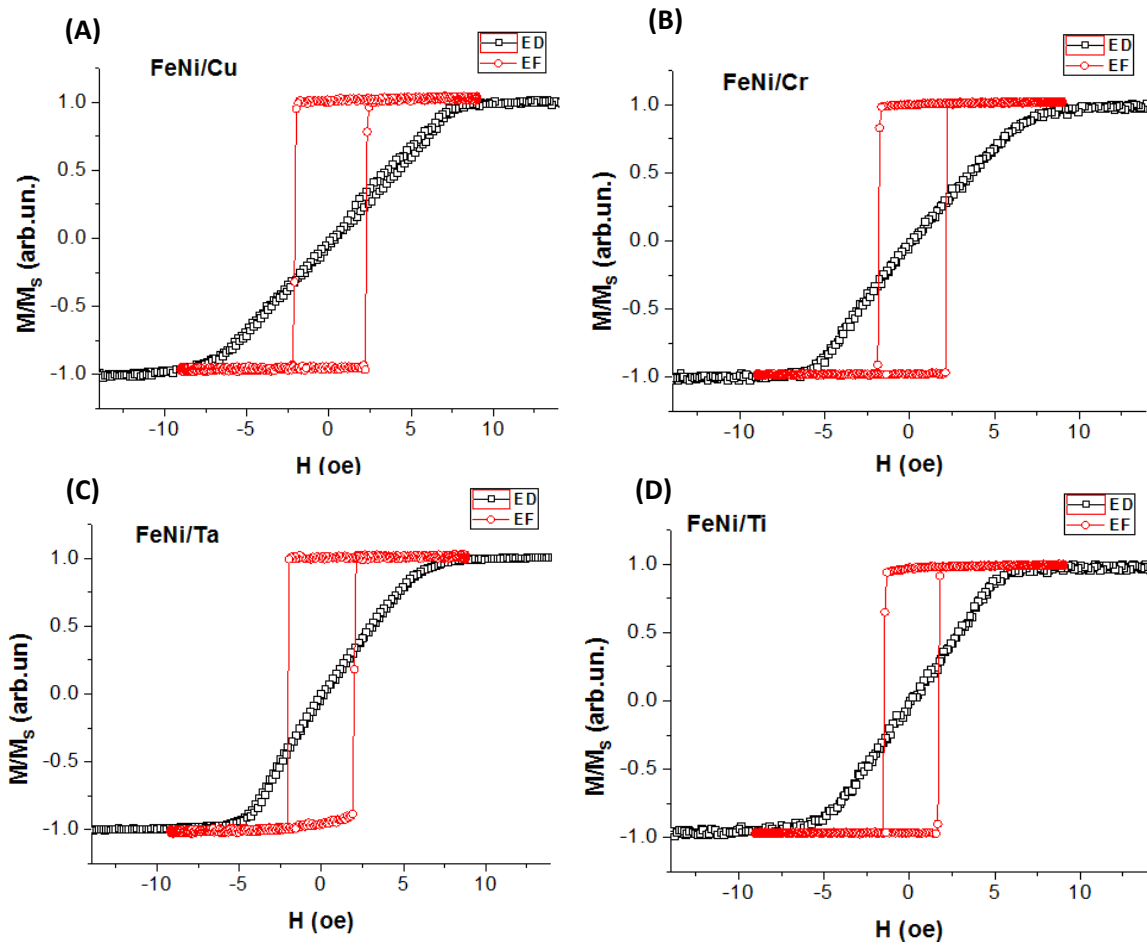 (A)
FeNi/Cu
ED
EF
M/Ms (arb.un.)
1.0
0.5
0.0
-0.5
-1.0
-10 -5 0 5 10
H (oe)
(B)
FeNi/Cr
ED
EF
M/Ms (arb.un.)
1.0
0.5
0.0
-0.5
-1.0
-10 -5 0 5 10
H (oe)
(C)
FeNi/Ta
ED
EF
M/Ms (arb.un)
1.0
0.5
0.0
-0.5
-1.0
-10 -5 0 5 10
H (oe)
(D)
FeNi/Ti
ED
EF
M/Ms (arb.un.)
1.0
0.5
0.0
-0.5
-1.0
-10 -5 0 5 10
H (oe)